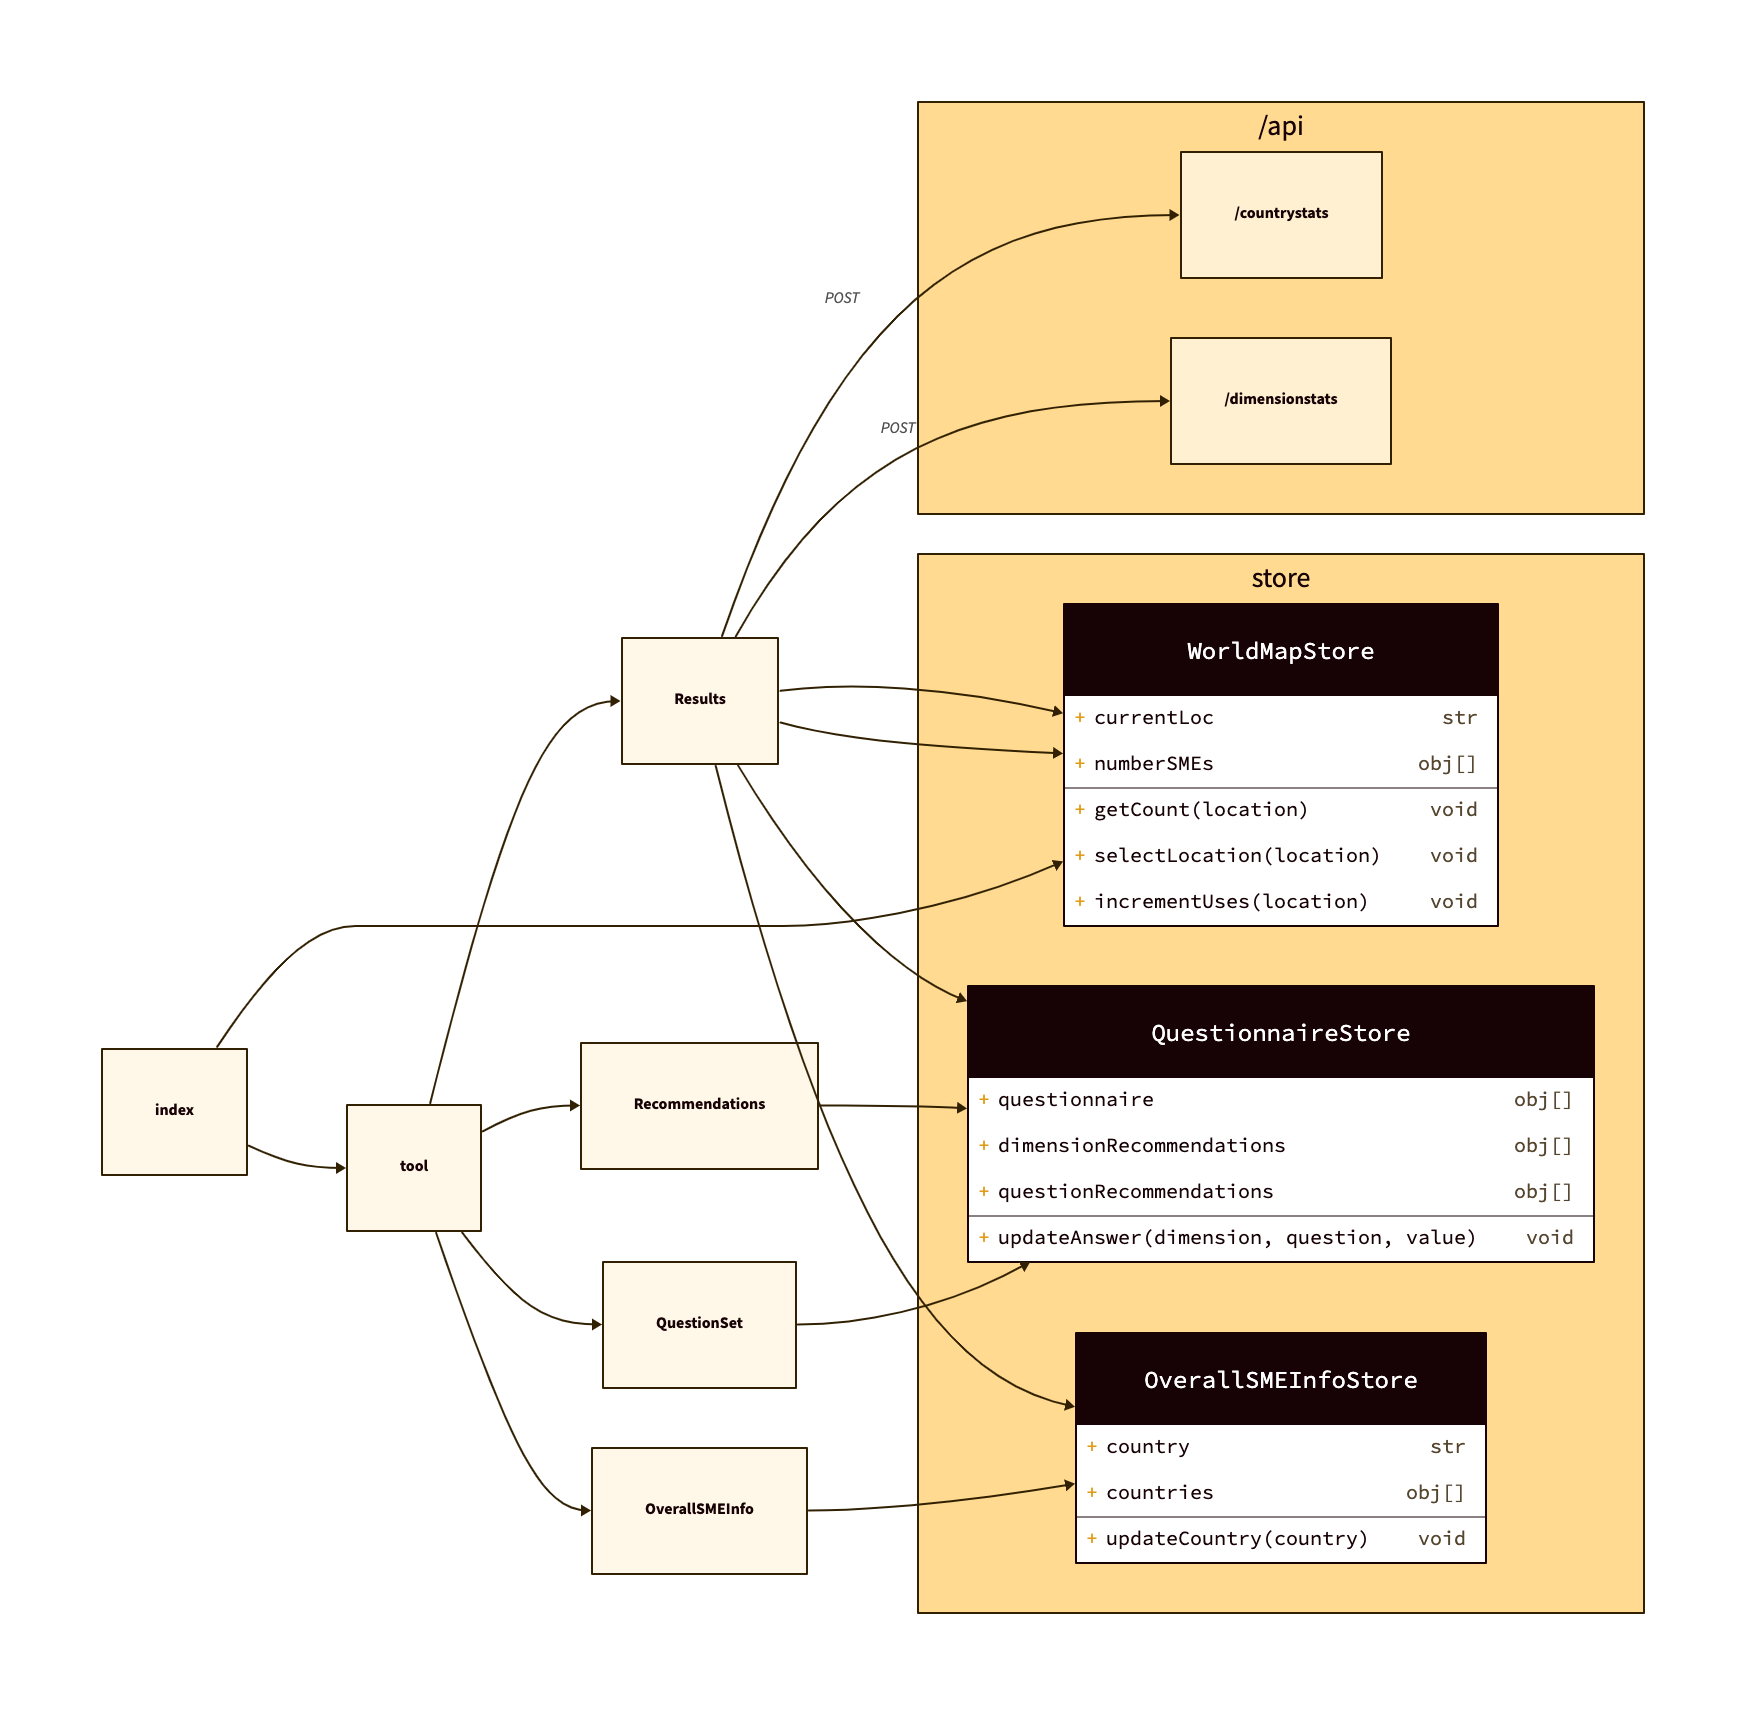 /api
/countrystats
POST
/dimensionstats
POST
store
WorldMapStore
+ currentLoc str
+ numberSMEs obj[]
+ getCount(location) void
+ selectLocation(location) void
+ incrementUses(location) void
Results
QuestionnaireStore
+ questionnaire obj[]
+ dimensionRecommendations obj[]
+ questionRecommendations obj[]
+ updateAnswer(dimension, question, value) void
index
tool
Recommendations
QuestionSet
OverallSMEInfo
OverallSMEInfoStore
+ country str
+ countries obj[]
+ updateCountry(country) void